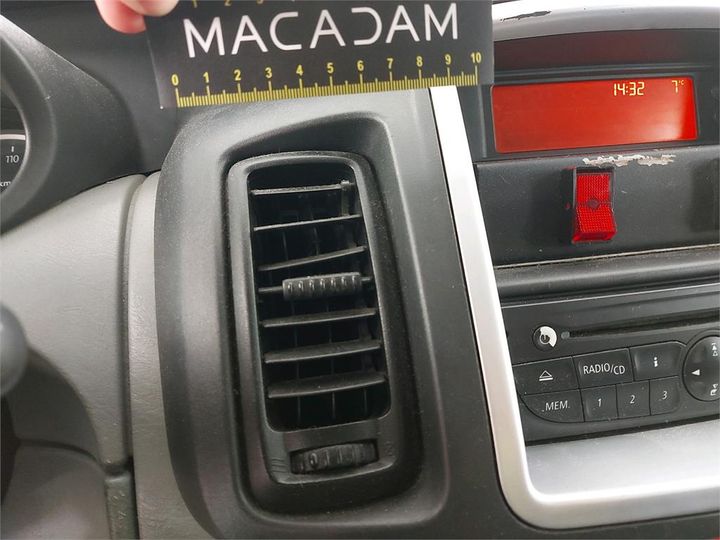 MACADAM
0 1 2 3 4 5 6 7 8 9 10
14:32 7°C
110
km
RADIO/CD
i
MEM. 1 2 3